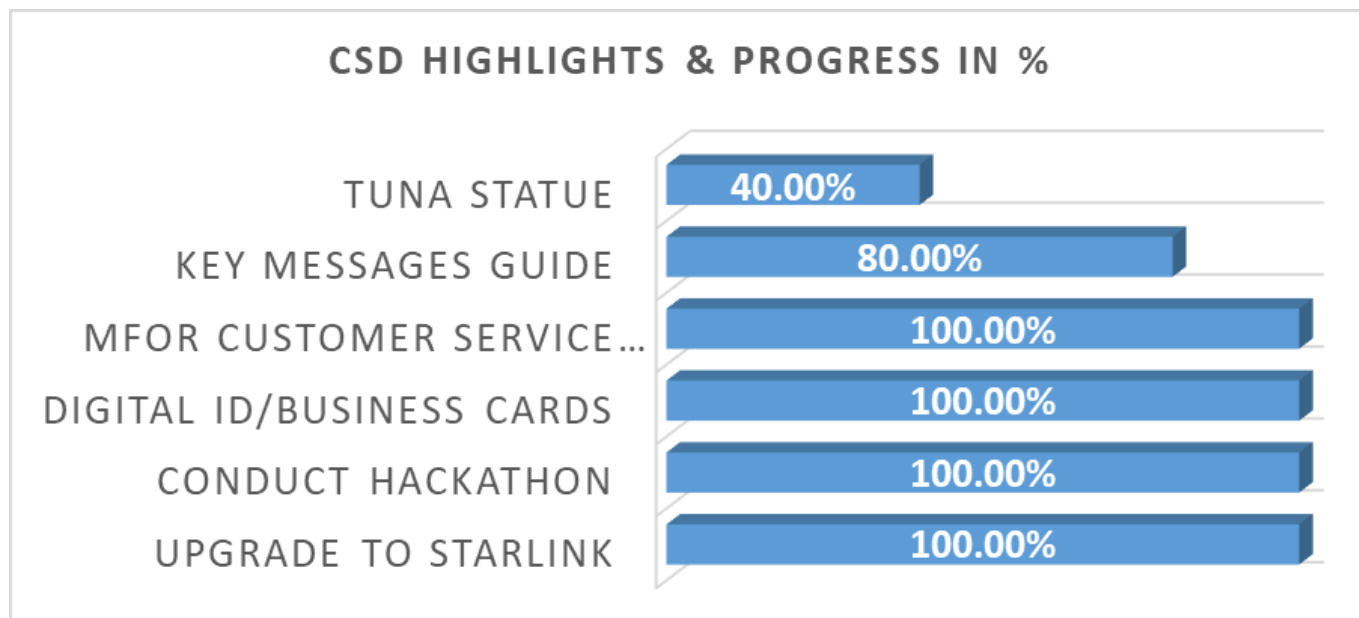 CSD HIGHLIGHTS & PROGRESS IN %
TUNA STATUE
40.00%
KEY MESSAGES GUIDE
80.00%
MFOR CUSTOMER SERVICE ...
100.00%
DIGITAL ID/BUSINESS CARDS
100.00%
CONDUCT HACKATHON
100.00%
UPGRADE TO STARLINK
100.00%